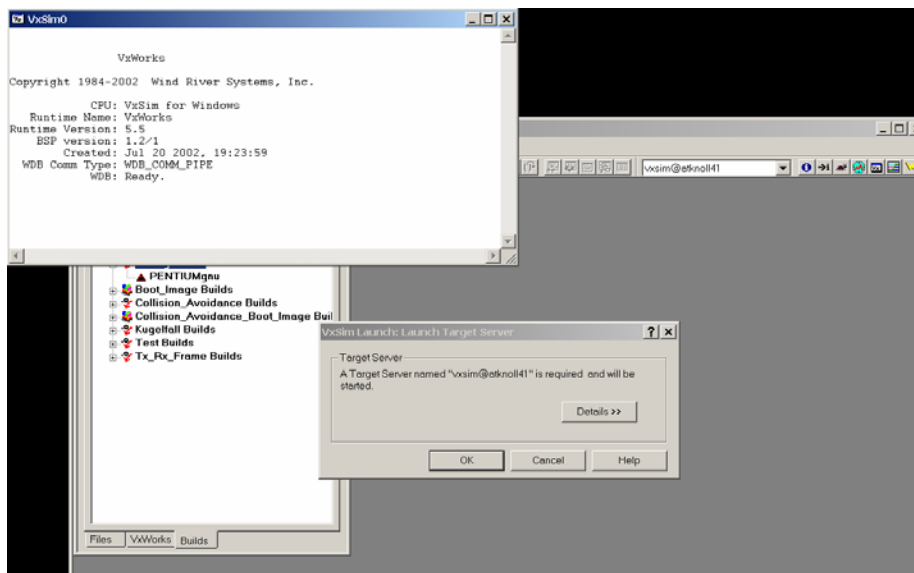 VxSim0
VxWorks
Copyright 1984-2002 Wind River Systems, Inc.
CPU: VxSim for Windows
Runtime Name: VxWorks
Runtime Version: 5.5
BSP version: 1.2/1
Created: Jul 20 2002, 19:23:59
WDB Comm Type: WDB_COMM_PIPE
WDB: Ready.
vxsim@atknoll41
PENTIUMgnu
Boot_Image Builds
Collision_Avoidance Builds
Collision_Avoidance_Boot_Image Buil
Kugelfall Builds
Test Builds
Tx_Rx_Frame Builds
VxSim Launch: Launch Target Server
Target Server
A Target Server named "vxsim@atknoll41" is required and will be
started.
Details >>
OK Cancel Help
Files VxWorks Builds